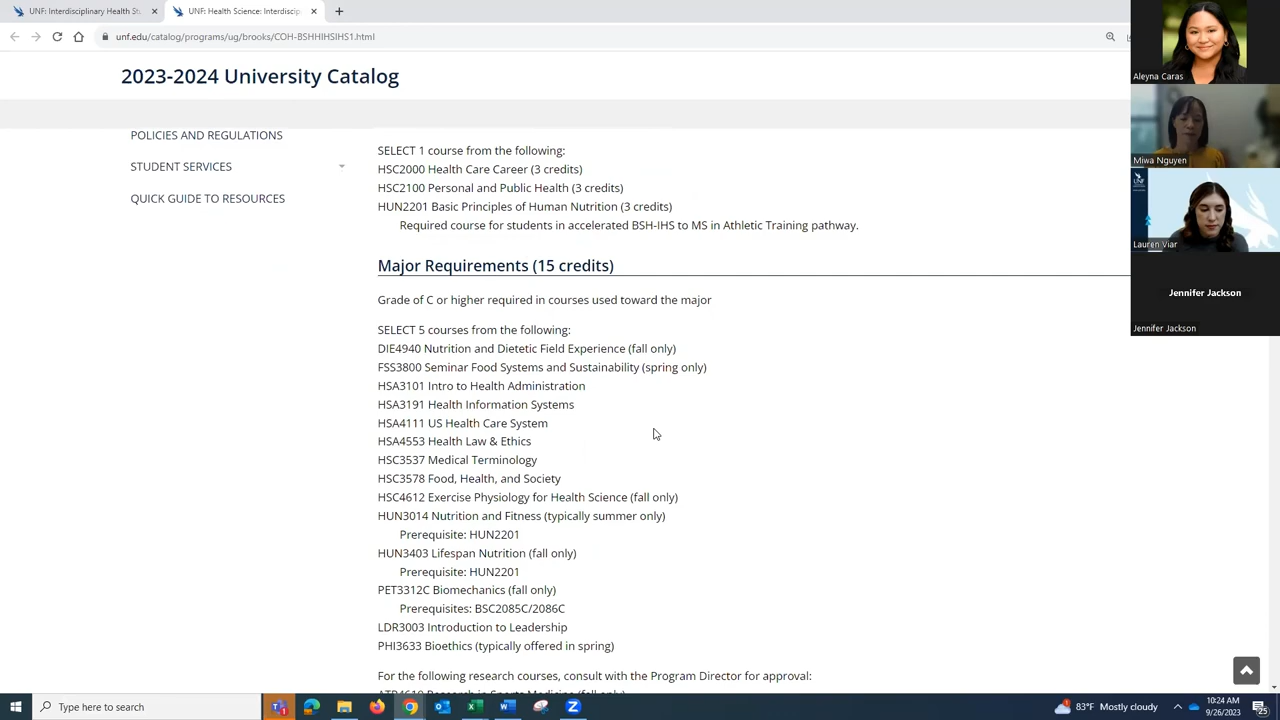 UNF: Interdisciplinary Health St
UNF: Health Science: Interdiscip
unf.edu/catalog/programs/ug/brooks/COH-BSHHIHSIHS1.html
2023-2024 University Catalog
POLICIES AND REGULATIONS
STUDENT SERVICES
QUICK GUIDE TO RESOURCES
SELECT 1 course from the following:
HSC2000 Health Care Career (3 credits)
HSC2100 Personal and Public Health (3 credits)
HUN2201 Basic Principles of Human Nutrition (3 credits)
Required course for students in accelerated BSH-IHS to MS in Athletic Training pathway.
Major Requirements (15 credits)
Grade of C or higher required in courses used toward the major
SELECT 5 courses from the following:
DIE4940 Nutrition and Dietetic Field Experience (fall only)
FSS3800 Seminar Food Systems and Sustainability (spring only)
HSA3101 Intro to Health Administration
HSA3191 Health Information Systems
HSA4111 US Health Care System
HSA4553 Health Law & Ethics
HSC3537 Medical Terminology
HSC3578 Food, Health, and Society
HSC4612 Exercise Physiology for Health Science (fall only)
HUN3014 Nutrition and Fitness (typically summer only)
Prerequisite: HUN2201
HUN3403 Lifespan Nutrition (fall only)
Prerequisite: HUN2201
PET3312C Biomechanics (fall only)
Prerequisites: BSC2085C/2086C
LDR3003 Introduction to Leadership
PHI3633 Bioethics (typically offered in spring)
For the following research courses, consult with the Program Director for approval:
ATR4610 Research in Sports Medicine (fall only)
Aleyna Caras
Miwa Nguyen
UNF
Lauren Viar
Jennifer Jackson
Jennifer Jackson
Type here to search
83°F Mostly cloudy
10:24 AM
9/26/2023
25